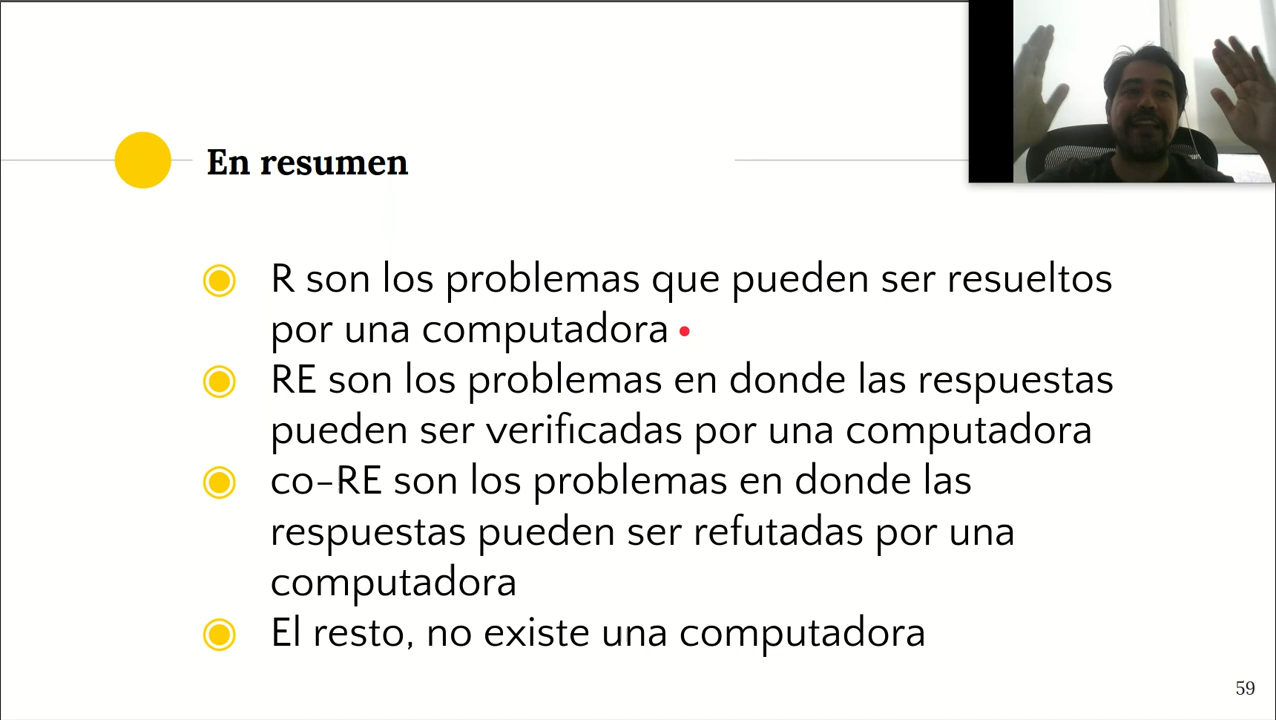 En resumen
R son los problemas que pueden ser resueltos
por una computadora
RE son los problemas en donde las respuestas
pueden ser verificadas por una computadora
co-RE son los problemas en donde las
respuestas pueden ser refutadas por una
computadora
El resto, no existe una computadora
59